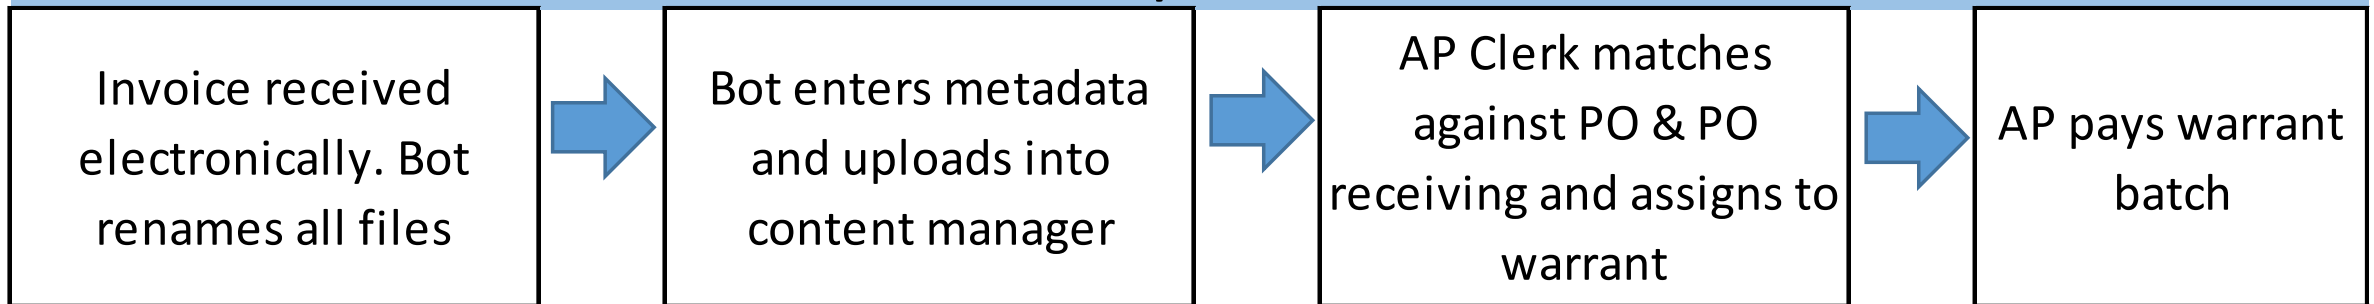 Invoice received
electronically. Bot
renames all files
Bot enters metadata
and uploads into
content manager
AP Clerk matches
against PO & PO
receiving and assigns to
warrant
AP pays warrant
batch